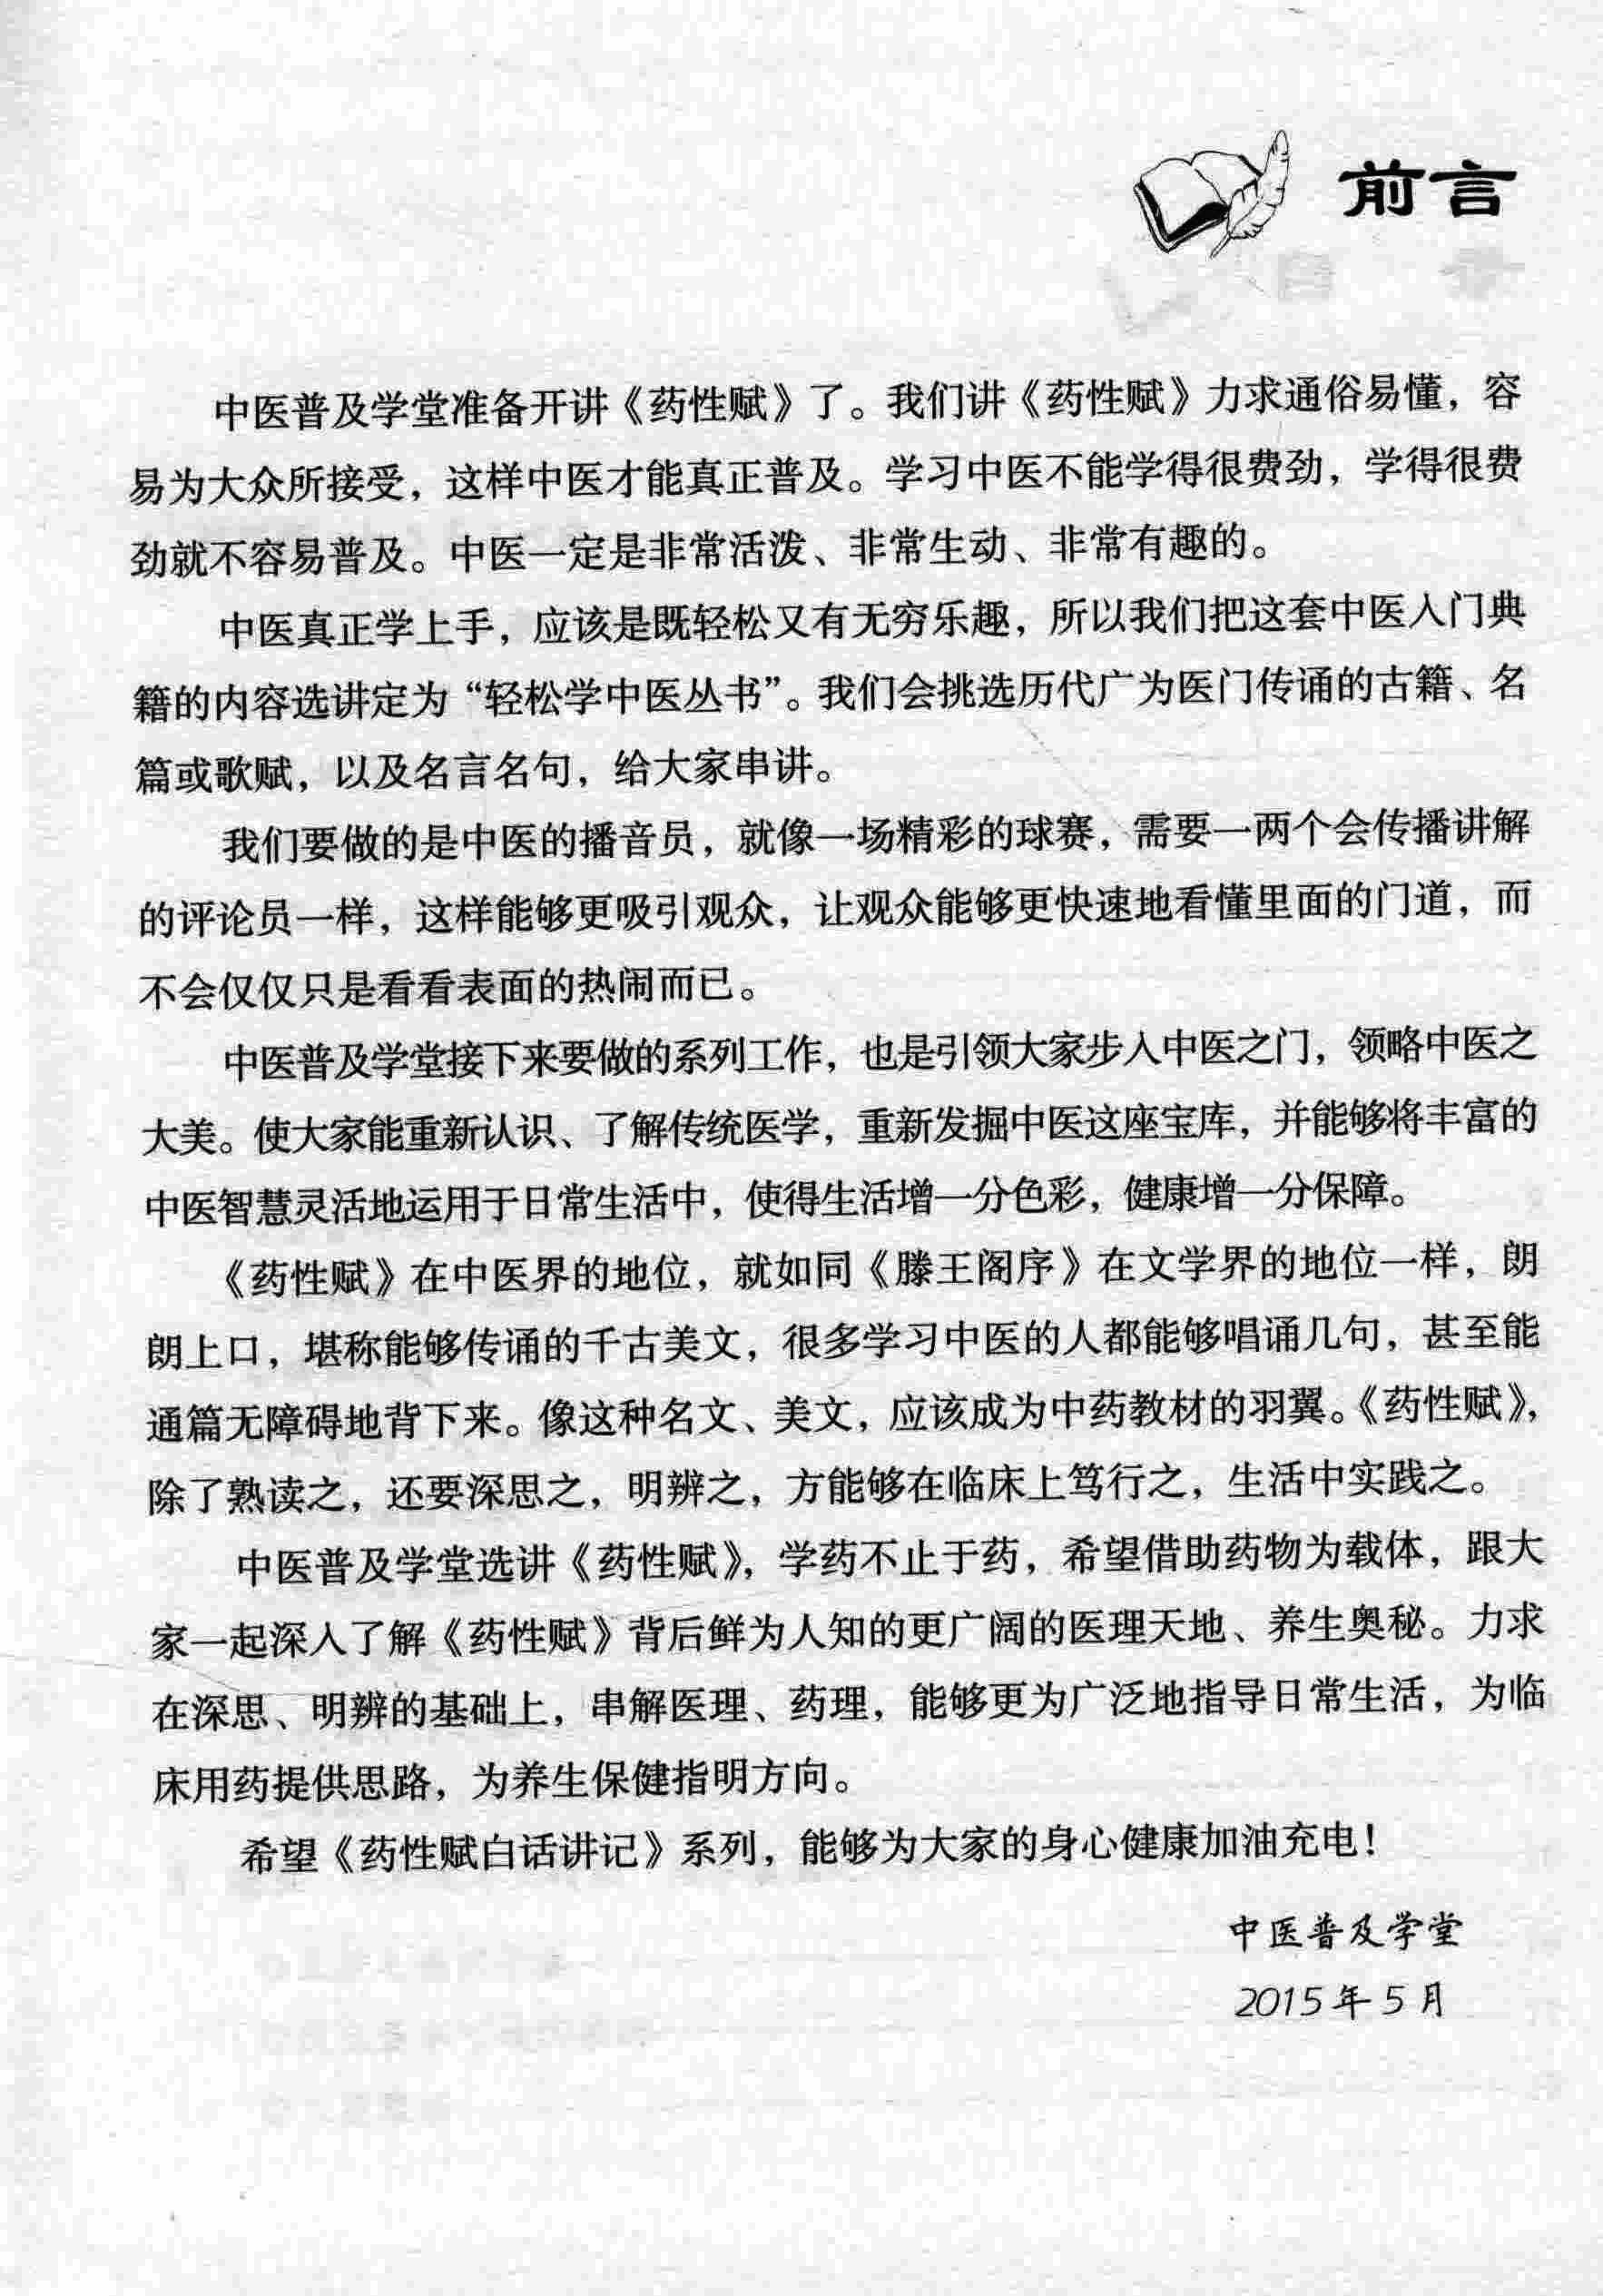 前言
中医普及学堂准备开讲《药性赋》了。我们讲《药性赋》力求通俗易懂，容
易为大众所接受，这样中医才能真正普及。学习中医不能学得很费劲，学得很费
劲就不容易普及。中医一定是非常活泼、非常生动、非常有趣的。
中医真正学上手，应该是既轻松又有无穷乐趣，所以我们把这套中医入门典
籍的内容选讲定为“轻松学中医丛书”。我们会挑选历代广为医门传诵的古籍、名
篇或歌赋，以及名言名句，给大家串讲。
我们要做的是中医的播音员，就像一场精彩的球赛，需要一两个会传播讲解
的评论员一样，这样能够更吸引观众，让观众能够更快速地看懂里面的门道，而
不会仅仅只是看看表面的热闹而已。
中医普及学堂接下来要做的系列工作，也是引领大家步入中医之门，领略中医之
大美。使大家能重新认识、了解传统医学，重新发掘中医这座宝库，并能够将丰富的
中医智慧灵活地运用于日常生活中，使得生活增一分色彩，健康增一分保障。
《药性赋》在中医界的地位，就如同《滕王阁序》在文学界的地位一样，朗
朗上口，堪称能够传诵的千古美文，很多学习中医的人都能够唱诵几句，甚至能
通篇无障碍地背下来。像这种名文、美文，应该成为中药教材的羽翼。《药性赋》，
除了熟读之，还要深思之，明辨之，方能够在临床上笃行之，生活中实践之。
中医普及学堂选讲《药性赋》，学药不止于药，希望借助药物为载体，跟大
家一起深入了解《药性赋》背后鲜为人知的更广阔的医理天地、养生奥秘。力求
在深思、明辨的基础上，串解医理、药理，能够更为广泛地指导日常生活，为临
床用药提供思路，为养生保健指明方向。
希望《药性赋白话讲记》系列，能够为大家的身心健康加油充电！
中医普及学堂
2015年5月